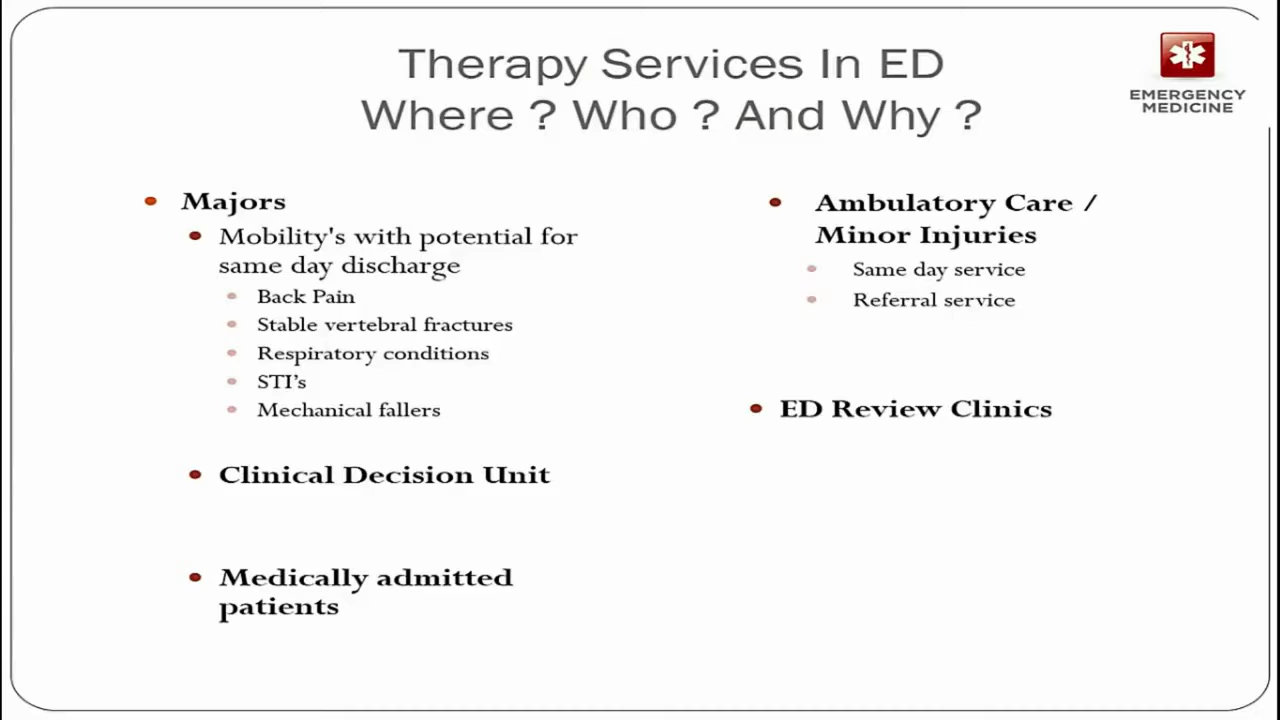 Therapy Services In ED
Where ? Who ? And Why ?
EMERGENCY
MEDICINE
Majors
Mobility's with potential for
same day discharge
Back Pain
Stable vertebral fractures
Respiratory conditions
STI's
Mechanical fallers
Clinical Decision Unit
Medically admitted
patients
Ambulatory Care /
Minor Injuries
Same day service
Referral service
ED Review Clinics